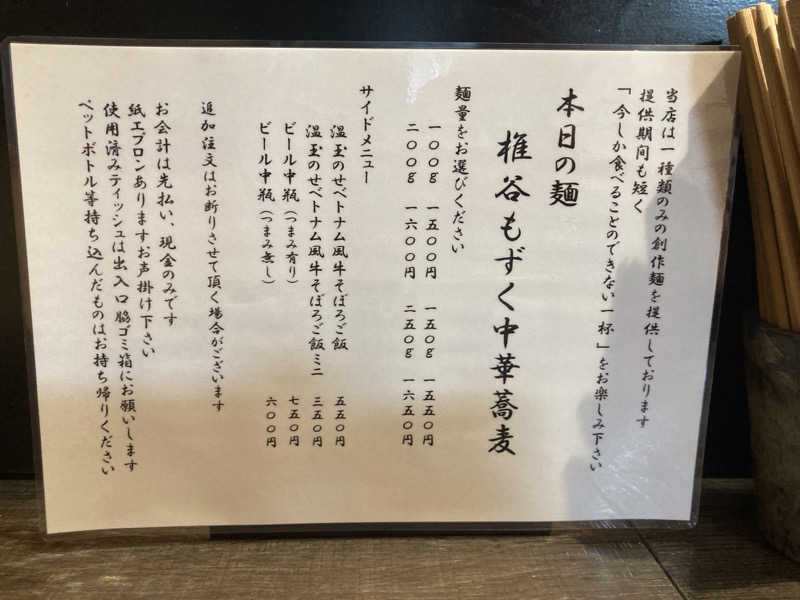 当店は一種類のみの創作麺を提供しております
提供期間も短く
「今しか食べることのできない一杯」をお楽しみ下さい
本日の麺
椎谷もずく中華蕎麦
麺量をお選びください
一〇〇g 一五〇〇円 一五〇g 一五五〇円
二〇〇g 一六〇〇円 二五〇g 一六五〇円
サイドメニュー
温玉のせベトナム風牛そぼろご飯 五五〇円
温玉のせベトナム風牛そぼろご飯ミニ 三五〇円
ビール中瓶(つまみ有り) 七五〇円
ビール中瓶(つまみ無し) 六〇〇円
追加注文はお断りさせて頂く場合がございます
お会計は先払い、現金のみです
紙エプロンありますお声掛け下さい
使用済みティッシュは出入口脇ゴミ箱にお願いします
ペットボトル等持ち込んだものはお持ち帰りください